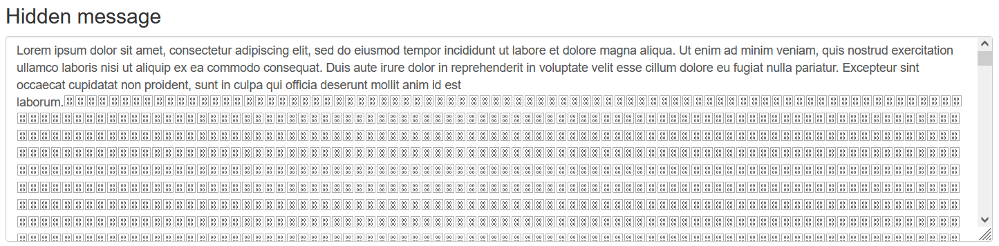 Hidden message
Lorem ipsum dolor sit amet, consectetur adipiscing elit, sed do eiusmod tempor incididunt ut labore et dolore magna aliqua. Ut enim ad minim veniam, quis nostrud exercitation
ullamco laboris nisi ut aliquip ex ea commodo consequat. Duis aute irure dolor in reprehenderit in voluptate velit esse cillum dolore eu fugiat nulla pariatur. Excepteur sint
occaecat cupidatat non proident, sunt in culpa qui officia deserunt mollit anim id est
laborum.